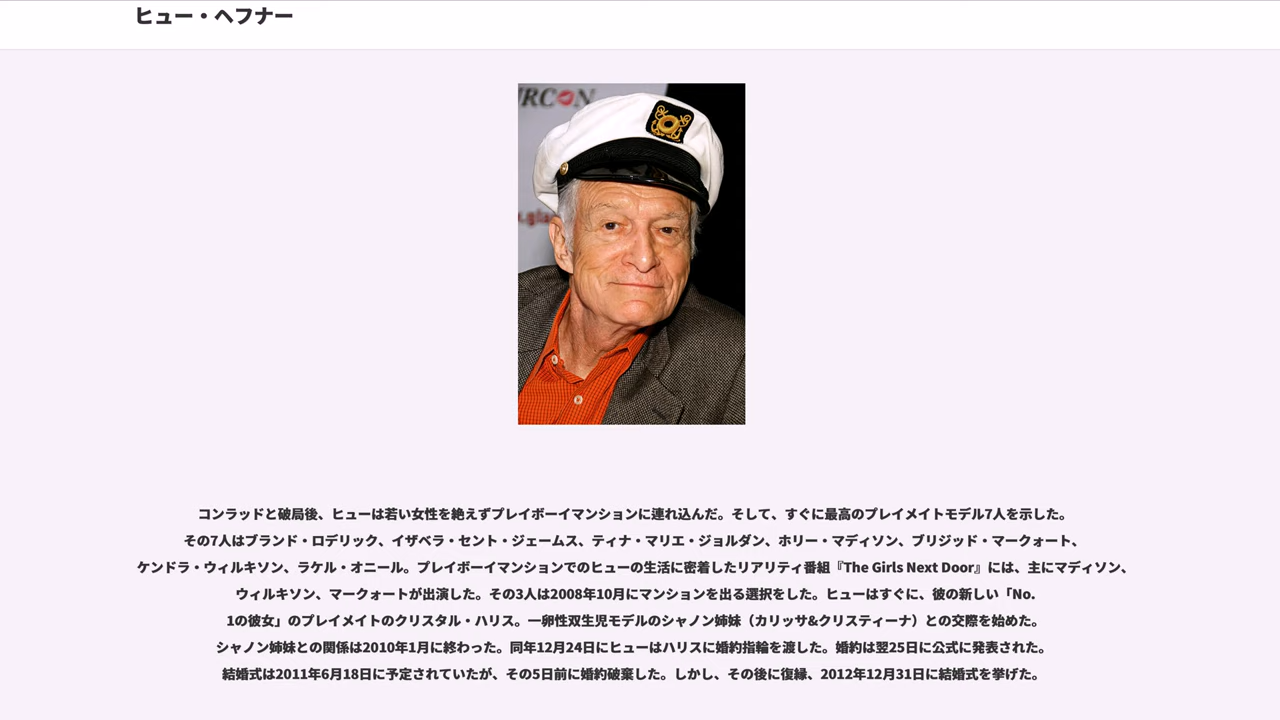 ヒュー・ヘフナー
コンラッドと破局後、ヒューは若い女性を絶えずプレイボーイマンションに連れ込んだ。そして、すぐに最高のプレイメイトモデル7人を示した。
その7人はブランド・ロデリック、イザベラ・セント・ジェームス、ティナ・マリエ・ジョルダン、ホリー・マディソン、ブリジッド・マークォート、
ケンドラ・ウィルキソン、ラケル・オニール。プレイボーイマンションでのヒューの生活に密着したリアリティ番組『The Girls Next Door』には、主にマディソン、
ウィルキソン、マークォートが出演した。その3人は2008年10月にマンションを出る選択をした。ヒューはすぐに、彼の新しい「No.
1の彼女」のプレイメイトのクリスタル・ハリス。一卵性双生児モデルのシャノン姉妹（カリッサ&クリスティーナ）との交際を始めた。
シャノン姉妹との関係は2010年1月に終わった。同年12月24日にヒューはハリスに婚約指輪を渡した。婚約は翌25日に公式に発表された。
結婚式は2011年6月18日に予定されていたが、その5日前に婚約破棄した。しかし、その後に復縁、2012年12月31日に結婚式を挙げた。